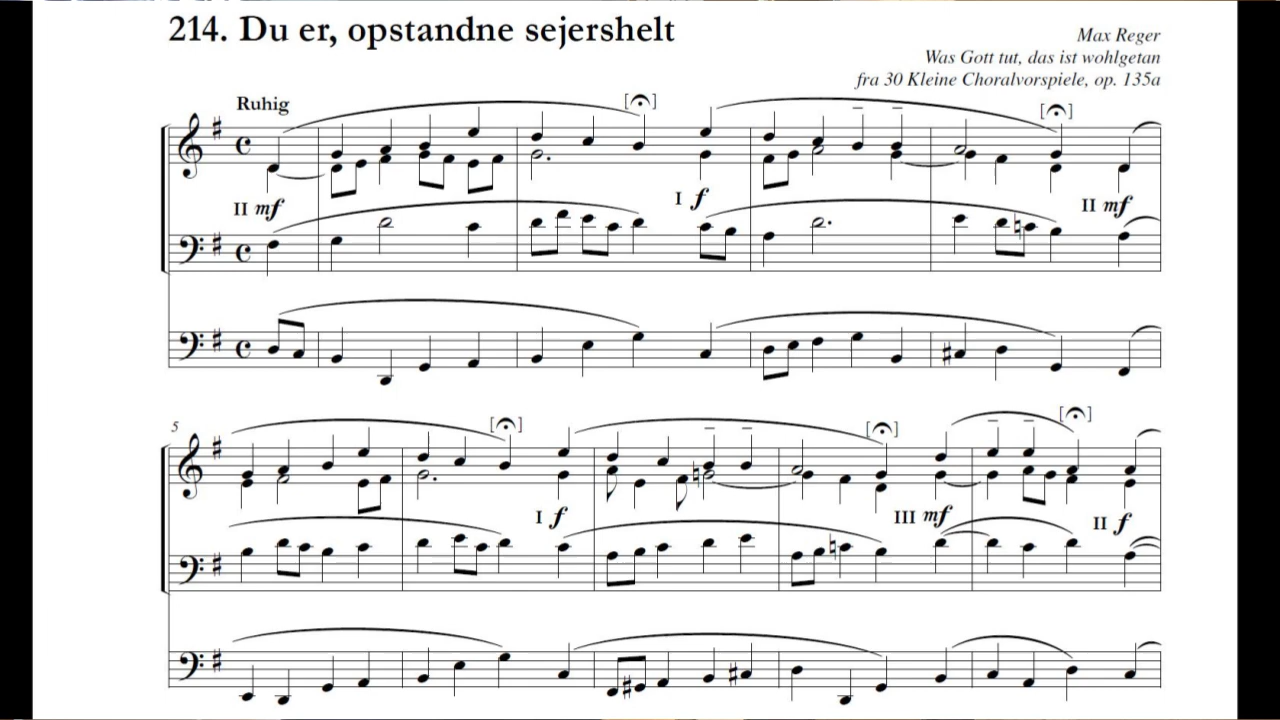 214. Du er, opstandne sejershelt
Max Reger
Was Gott tut, das ist wohlgetan
fra 30 Kleine Choralvorspiele, op. 135a
Ruhig
II mf
I f
II mf
5
I f
III mf
II f